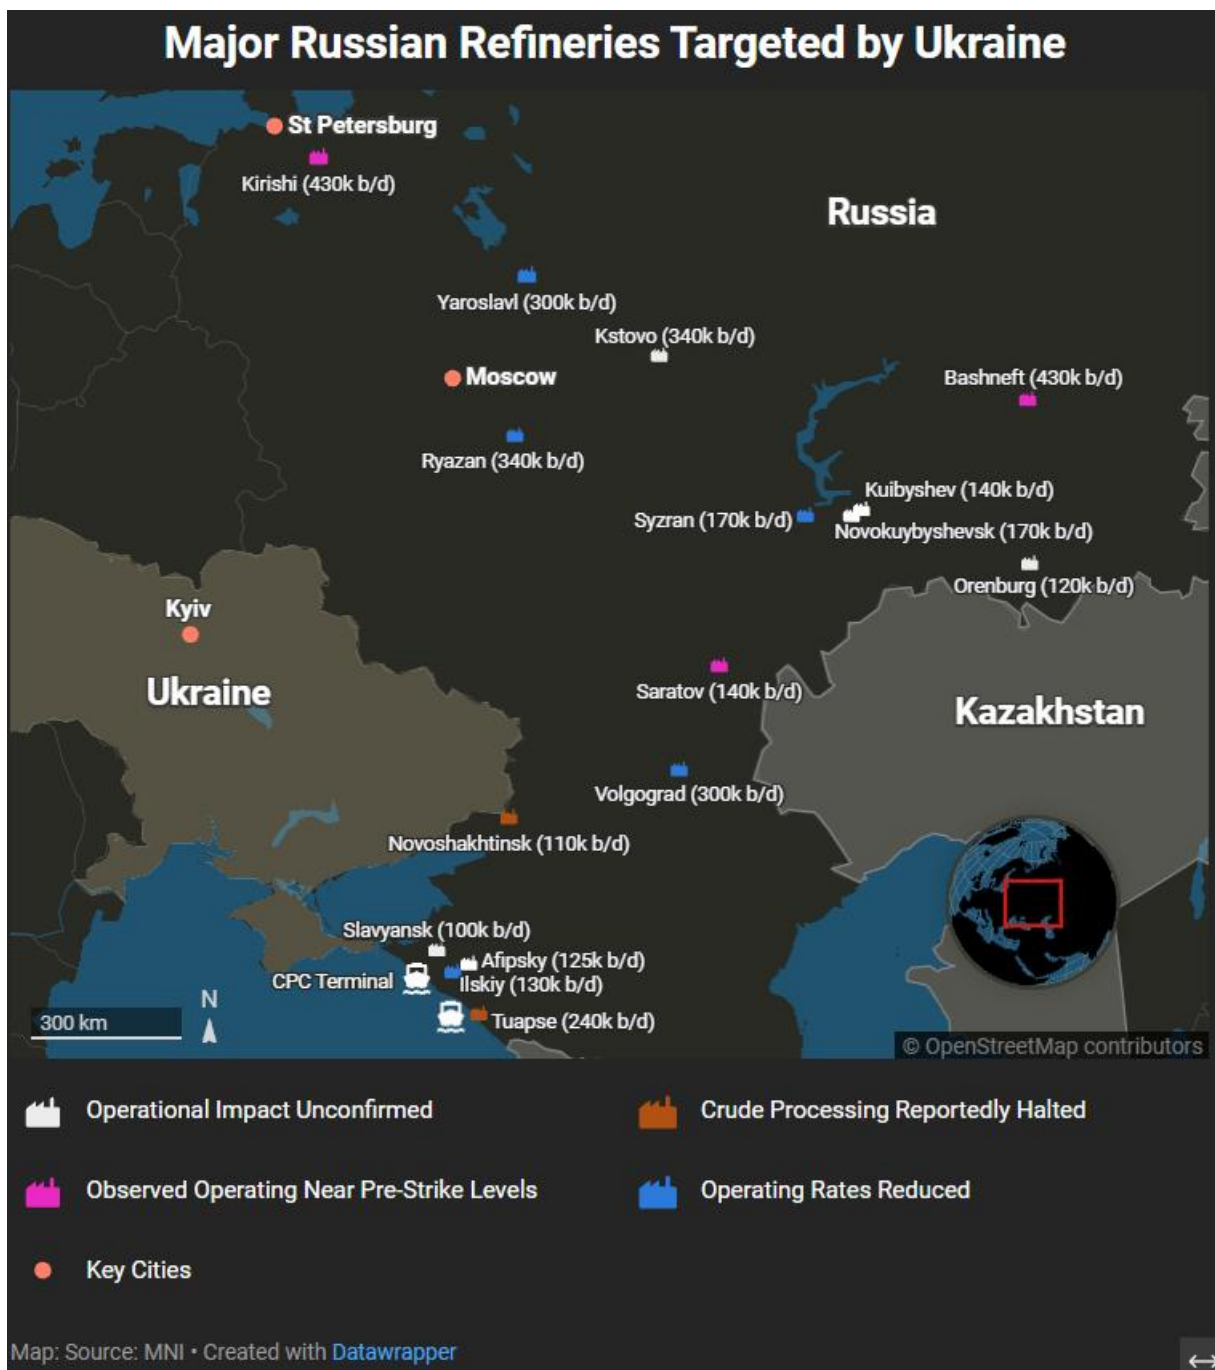 Major Russian Refineries Targeted by Ukraine
St Petersburg
Kirishi (430k b/d)
Russia
Yaroslavl (300k b/d)
Kstovo (340k b/d)
Moscow
Bashneft (430k b/d)
Ryazan (340k b/d)
Kuibyshev (140k b/d)
Syzran (170k b/d)
Novokuybyshevsk (170k b/d)
Orenburg (120k b/d)
Kyiv
Ukraine
Saratov (140k b/d)
Kazakhstan
Volgograd (300k b/d)
Novoshakhtinsk (110k b/d)
Slavyansk (100k b/d)
Afipsky (125k b/d)
CPC Terminal
Ilskiy (130k b/d)
Tuapse (240k b/d)
N
300 km
© OpenStreetMap contributors
Operational Impact Unconfirmed
Crude Processing Reportedly Halted
Observed Operating Near Pre-Strike Levels
Operating Rates Reduced
Key Cities
Map: Source: MNI • Created with Datawrapper